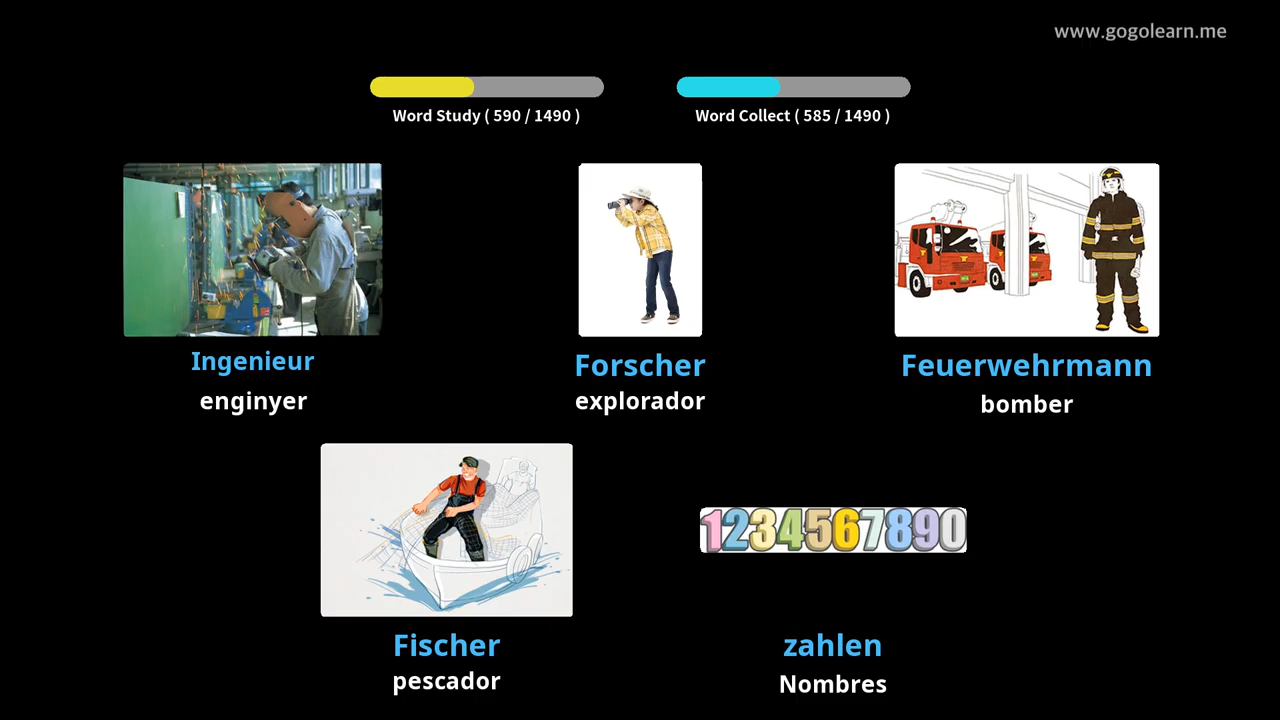 www.gogolearn.me
Word Study ( 590 / 1490 )
Word Collect ( 585 / 1490 )
Ingenieur
enginyer
Forscher
explorador
Feuerwehrmann
bomber
Fischer
pescador
1234567890
zahlen
Nombres